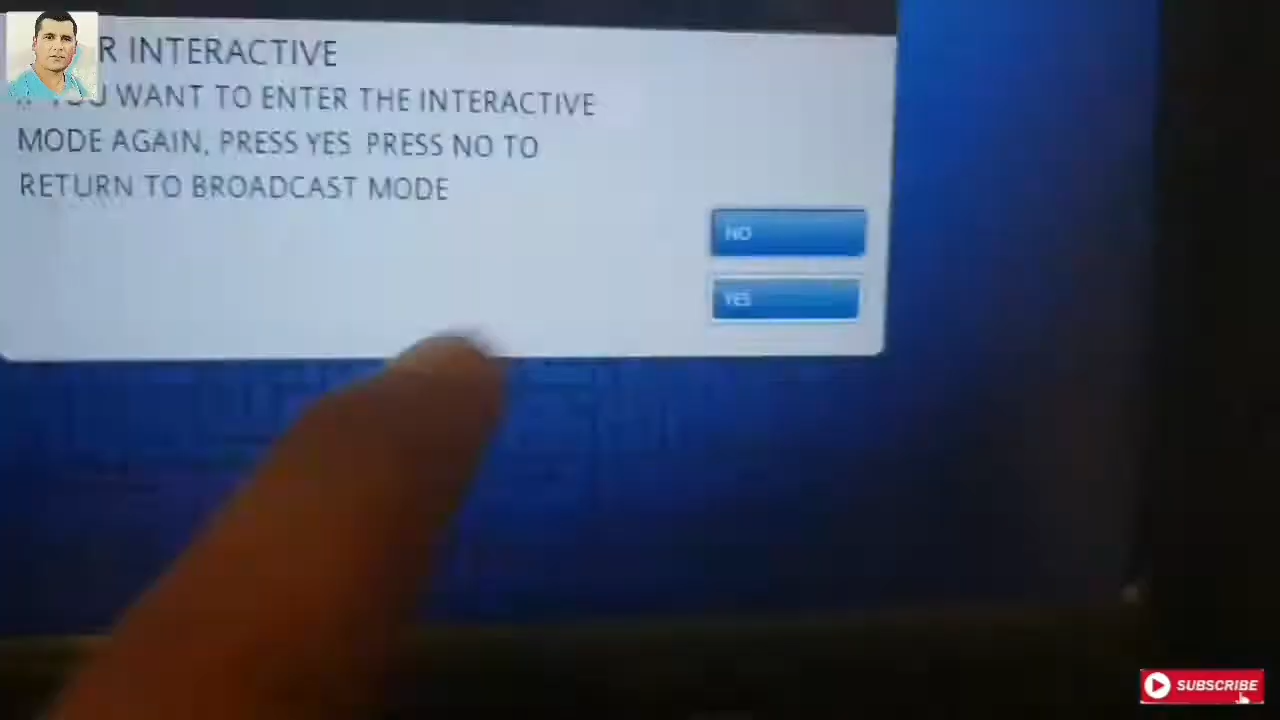 R INTERACTIVE
YOU WANT TO ENTER THE INTERACTIVE
MODE AGAIN, PRESS YES PRESS NO TO
RETURN TO BROADCAST MODE
NO
YES
SUBSCRIBE